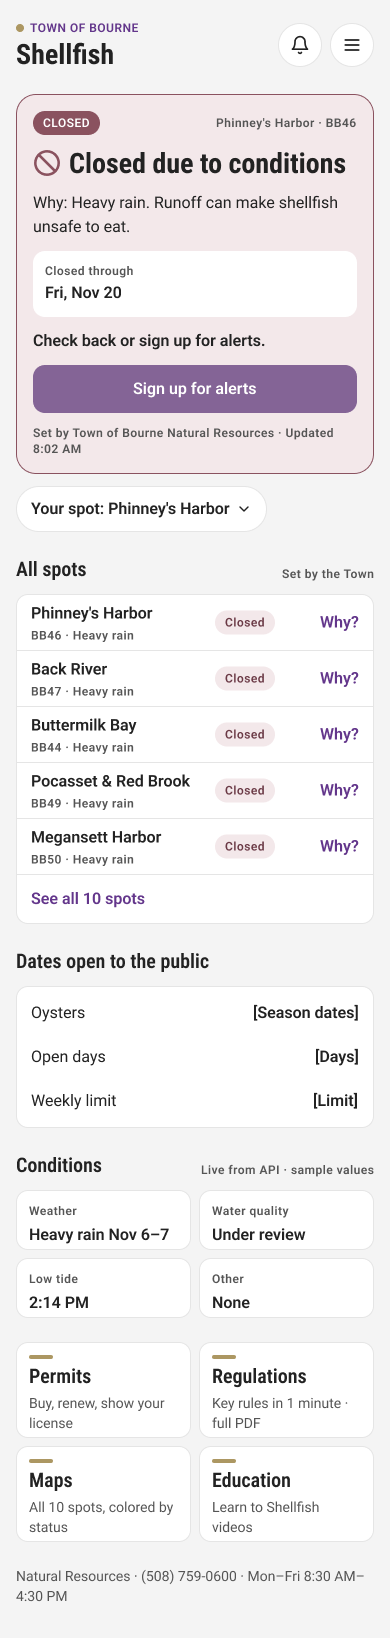 TOWN OF BOURNE
Shellfish
CLOSED
Phinney's Harbor · BB46
Closed due to conditions
Why: Heavy rain. Runoff can make shellfish
unsafe to eat.
Closed through
Fri, Nov 20
Check back or sign up for alerts.
Sign up for alerts
Set by Town of Bourne Natural Resources · Updated
8:02 AM
Your spot: Phinney's Harbor
All spots
Set by the Town
Phinney's Harbor
BB46 · Heavy rain
Closed
Why?
Back River
BB47 · Heavy rain
Closed
Why?
Buttermilk Bay
BB44 · Heavy rain
Closed
Why?
Pocasset & Red Brook
BB49 · Heavy rain
Closed
Why?
Megansett Harbor
BB50 · Heavy rain
Closed
Why?
See all 10 spots
Dates open to the public
Oysters
[Season dates]
Open days
[Days]
Weekly limit
[Limit]
Conditions
Live from API · sample values
Weather
Heavy rain Nov 6–7
Water quality
Under review
Low tide
2:14 PM
Other
None
Permits
Buy, renew, show your
license
Regulations
Key rules in 1 minute ·
full PDF
Maps
All 10 spots, colored by
status
Education
Learn to Shellfish
videos
Natural Resources · (508) 759-0600 · Mon–Fri 8:30 AM–
4:30 PM